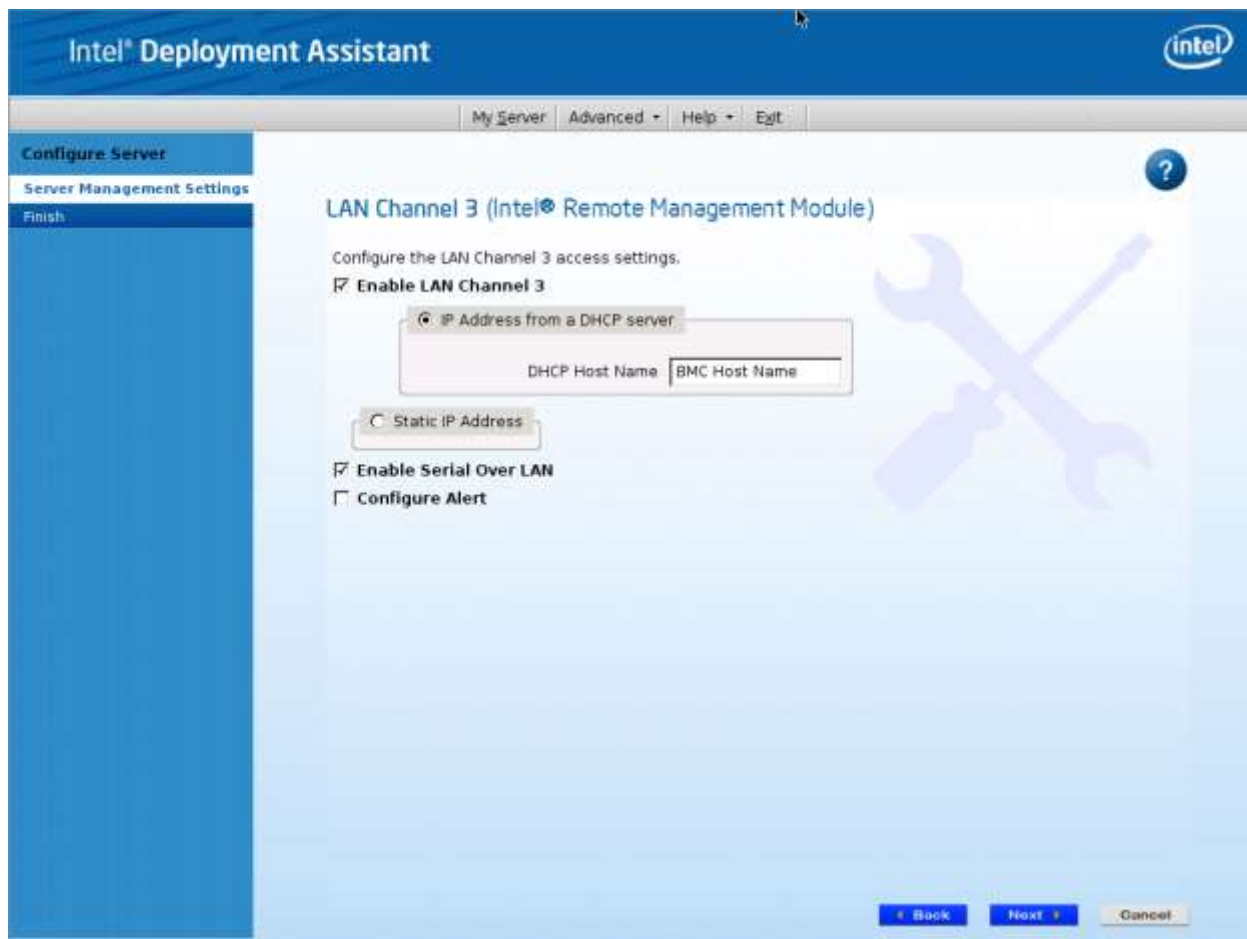 Intel® Deployment Assistant
intel
My Server Advanced Help Exit
Configure Server
Server Management Settings
Finish
?
LAN Channel 3 (Intel® Remote Management Module)
Configure the LAN Channel 3 access settings.
Enable LAN Channel 3
IP Address from a DHCP server
DHCP Host Name BMC Host Name
Static IP Address
Enable Serial Over LAN
Configure Alert
Back Next Cancel